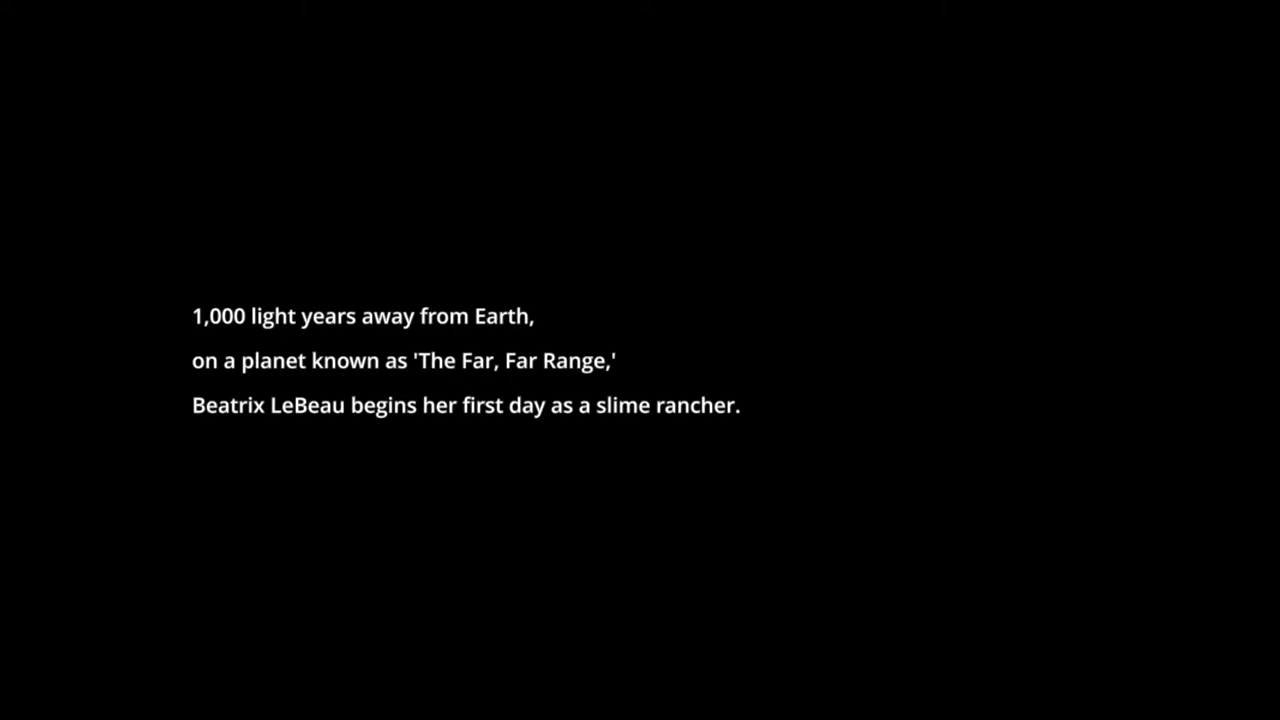 1,000 light years away from Earth,
on a planet known as 'The Far, Far Range,'
Beatrix LeBeau begins her first day as a slime rancher.